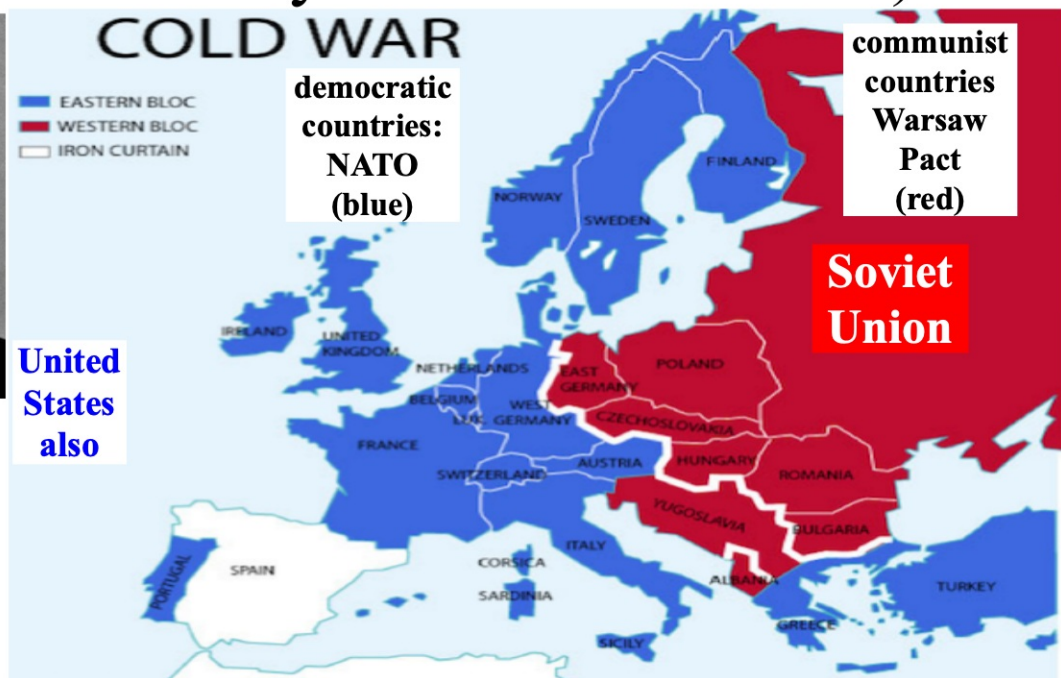 COLD WAR
EASTERN BLOC
WESTERN BLOC
IRON CURTAIN
democratic
countries:
NATO
(blue)
communist
countries
Warsaw
Pact
(red)
Soviet
Union
United
States
also
FINLAND
NORWAY
SWEDEN
IRELAND
UNITED
KINGDOM
NETHERLANDS
BELGIUM
LUX.
WEST
GERMANY
EAST
GERMANY
POLAND
CZECHOSLOVAKIA
FRANCE
SWITZERLAND
AUSTRIA
HUNGARY
ROMANIA
YUGOSLAVIA
BULGARIA
ITALY
CORSICA
SARDINIA
ALBANIA
PORTUGAL
SPAIN
SICILY
GREECE
TURKEY